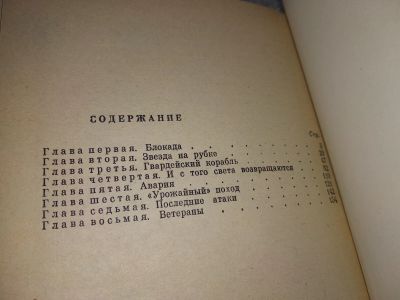 СОДЕРЖАНИЕ
Стр.
Глава первая. Блокада
Глава вторая. Звезда на рубке
Глава третья. Гвардейский корабль
Глава четвертая. И с того света возвращаются
Глава пятая. Авария
Глава шестая. «Урожайный» поход
Глава седьмая. Последние атаки
Глава восьмая. Ветераны